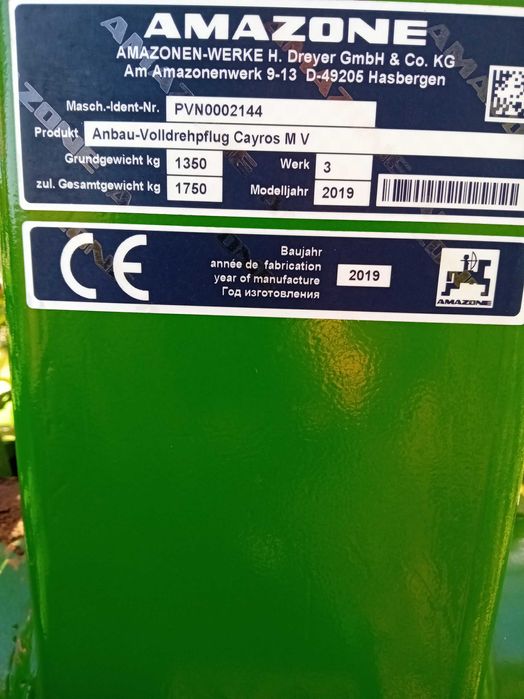 AMAZONE
AMAZONEN-WERKE H. Dreyer GmbH & Co. KG
Am Amazonenwerk 9-13 D-49205 Hasbergen
Masch.-Ident-Nr. PVN0002144
Produkt Anbau-Volldrehpflug Cayros M V
Grundgewicht kg 1350 Werk 3
zul. Gesamtgewicht kg 1750 Modelljahr 2019
CE
Baujahr
année de fabrication
year of manufacture
Год изготовления
2019
AMAZONE